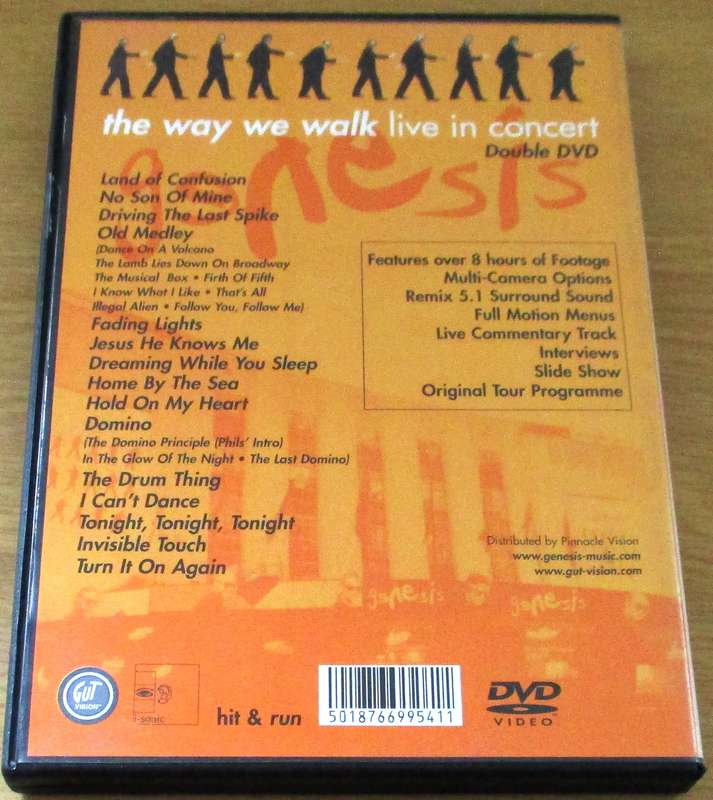 the way we walk live in concert
Double DVD
genesis
Land of Confusion
No Son Of Mine
Driving The Last Spike
Old Medley
(Dance On A Volcano
The Lamb Lies Down On Broadway
The Musical Box • Firth Of Fifth
I Know What I Like • That's All
Illegal Alien • Follow You, Follow Me)
Fading Lights
Jesus He Knows Me
Dreaming While You Sleep
Home By The Sea
Hold On My Heart
Domino
(The Domino Principle (Phils' Intro)
In The Glow Of The Night • The Last Domino)
The Drum Thing
I Can't Dance
Tonight, Tonight, Tonight
Invisible Touch
Turn It On Again
Features over 8 hours of Footage
Multi-Camera Options
Remix 5.1 Surround Sound
Full Motion Menus
Live Commentary Track
Interviews
Slide Show
Original Tour Programme
Distributed by Pinnacle Vision
www.genesis-music.com
www.gut-vision.com
genesis genesis
GUT
VISION™
hit & run
5018766995411
DVD
VIDEO™